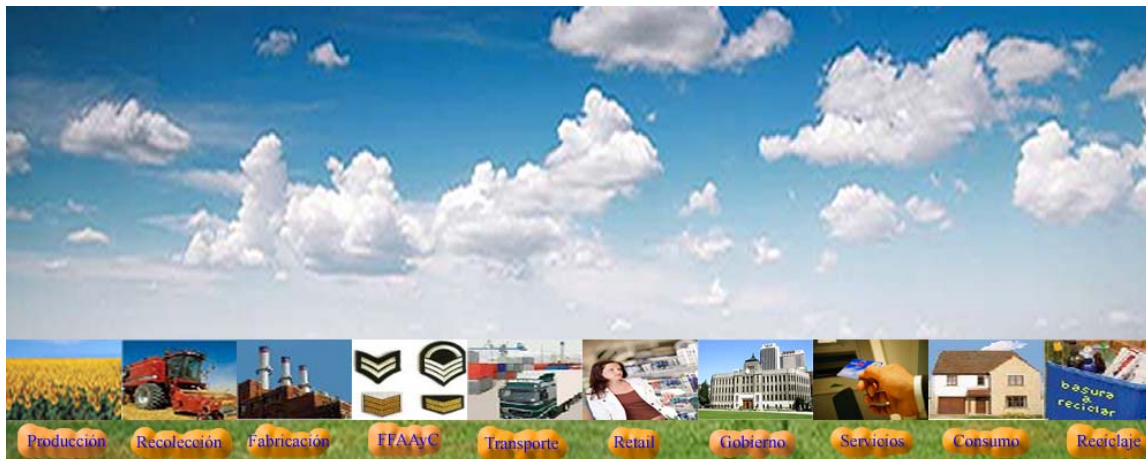 basura
a
reciclar
Producción
Recolección
Fabricación
FFAAyC
Transporte
Retail
Gobierno
Servicios
Consumo
Reciclaje